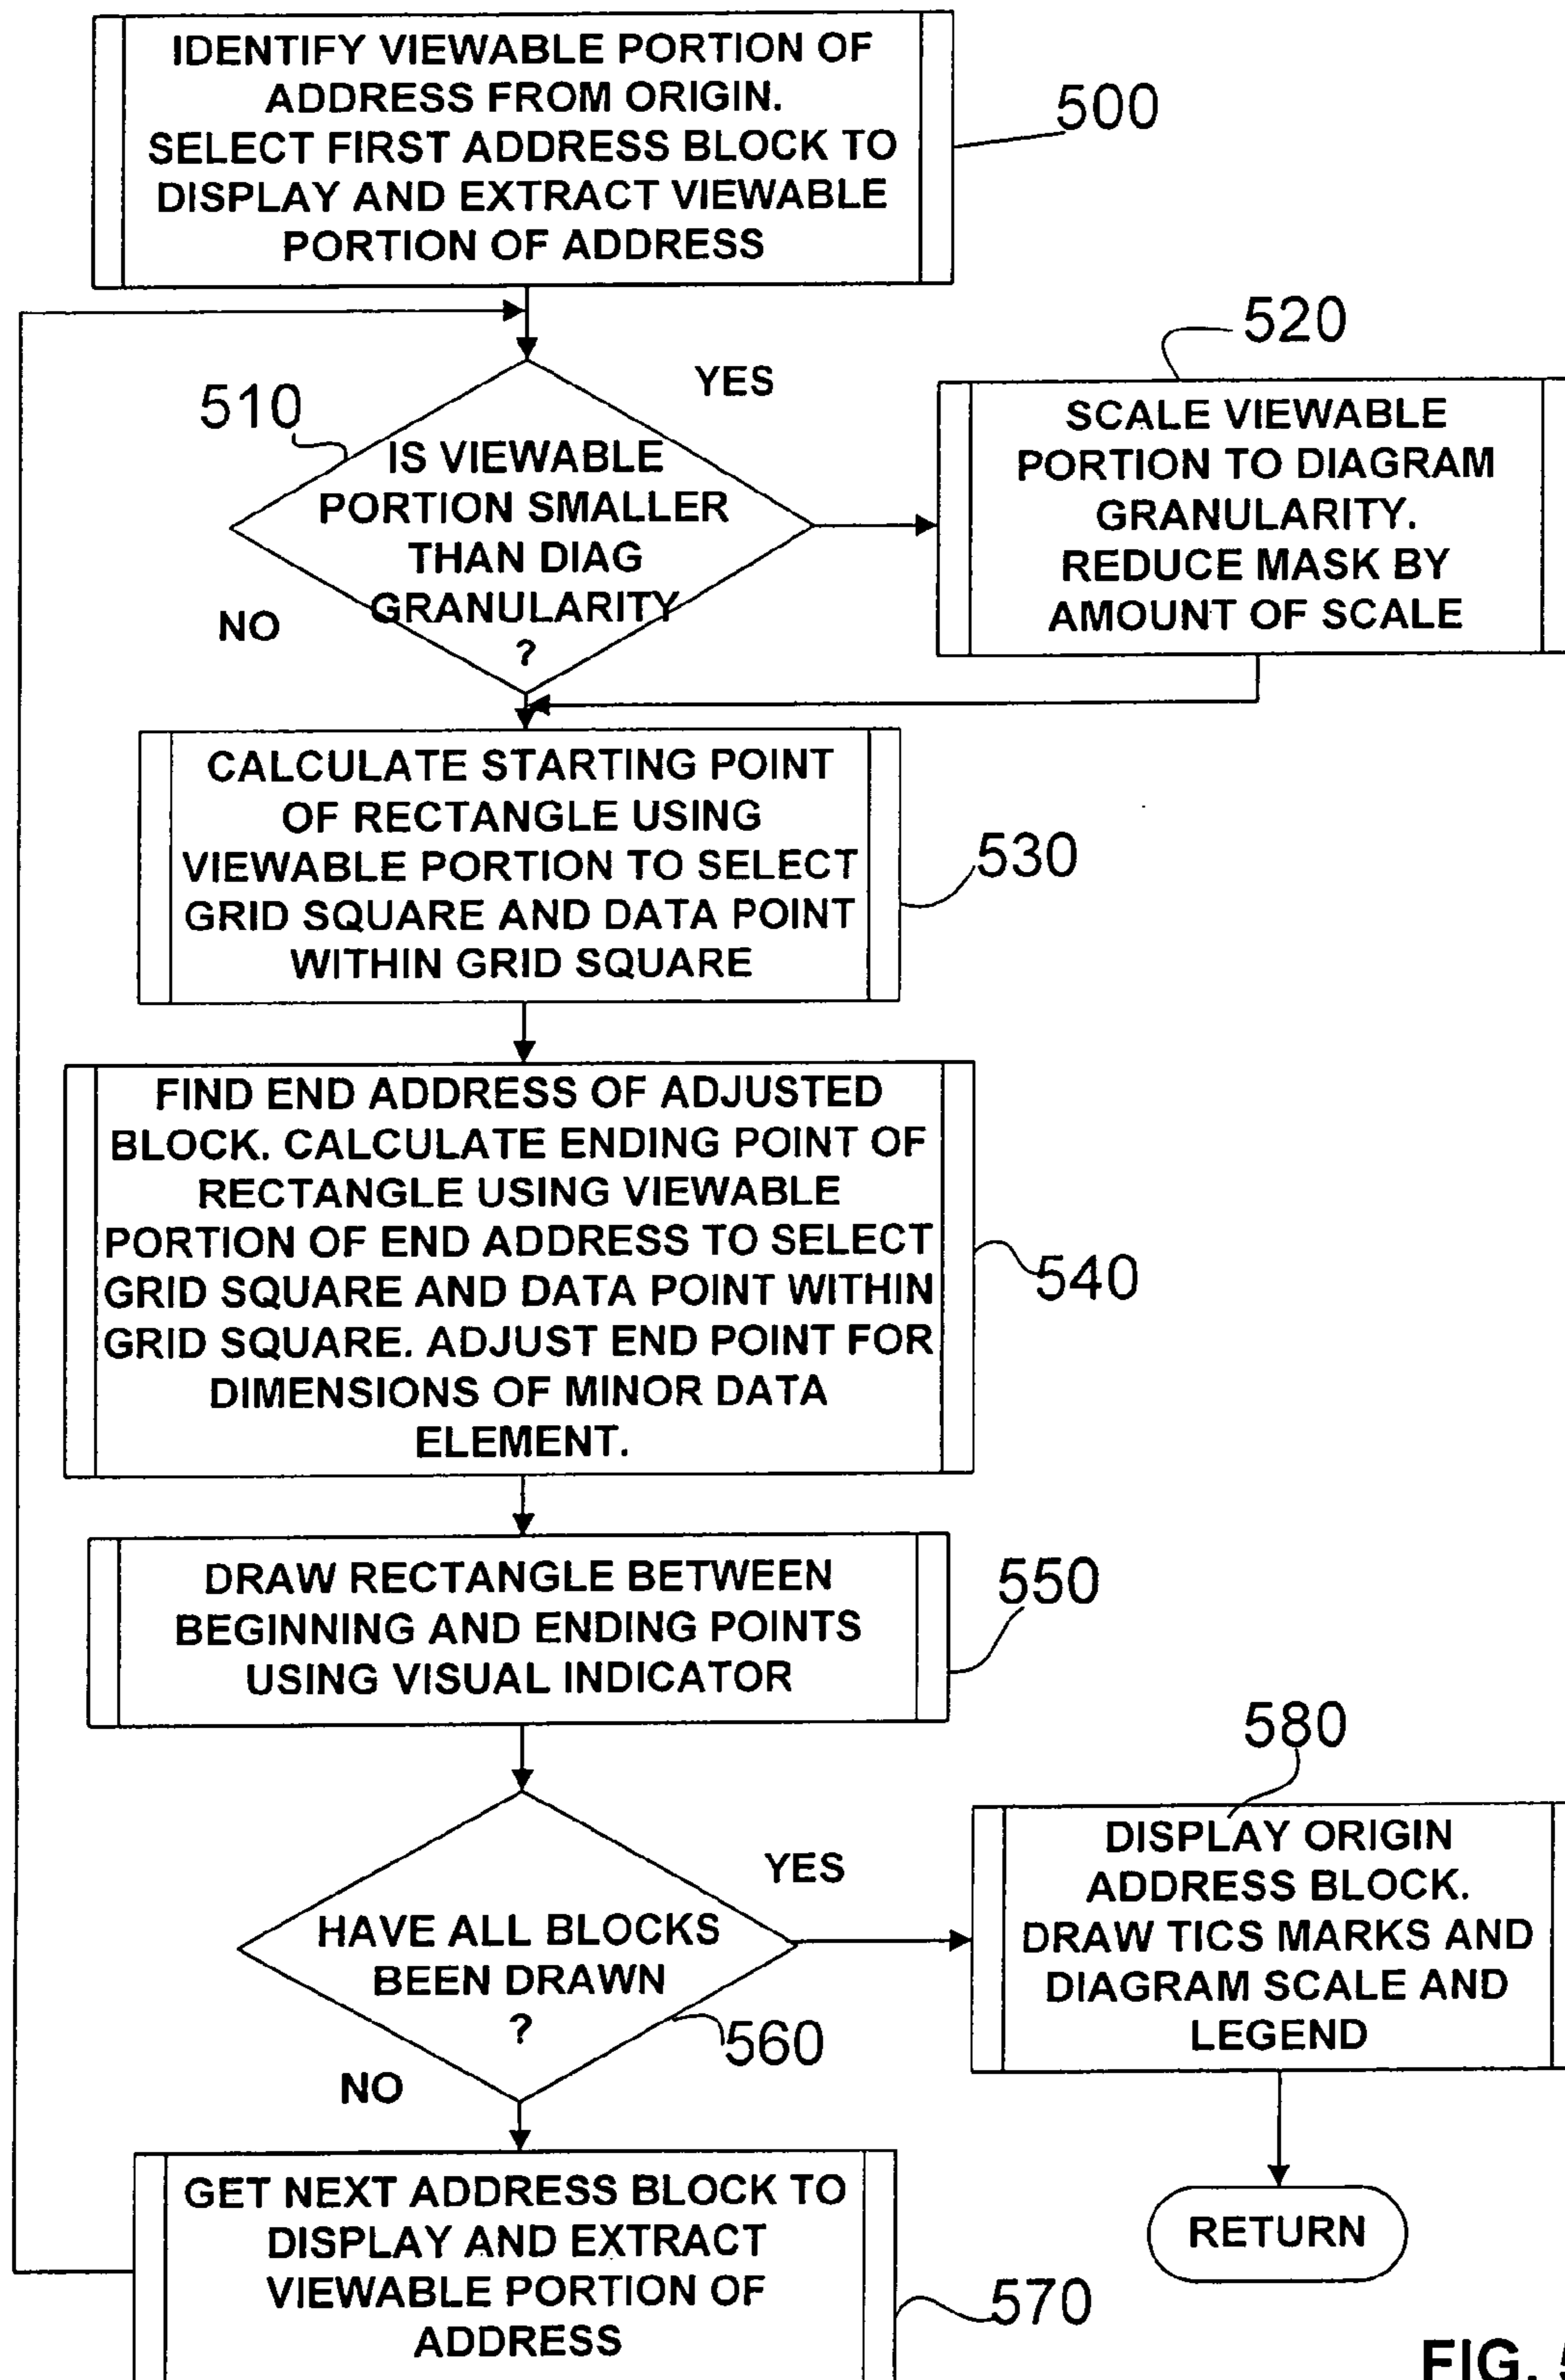 IDENTIFY VIEWABLE PORTION OF
ADDRESS FROM ORIGIN.
SELECT FIRST ADDRESS BLOCK TO
DISPLAY AND EXTRACT VIEWABLE
PORTION OF ADDRESS
500
510
IS VIEWABLE
PORTION SMALLER
THAN DIAG
GRANULARITY
?
YES
NO
520
SCALE VIEWABLE
PORTION TO DIAGRAM
GRANULARITY.
REDUCE MASK BY
AMOUNT OF SCALE
CALCULATE STARTING POINT
OF RECTANGLE USING
VIEWABLE PORTION TO SELECT
GRID SQUARE AND DATA POINT
WITHIN GRID SQUARE
530
FIND END ADDRESS OF ADJUSTED
BLOCK. CALCULATE ENDING POINT OF
RECTANGLE USING VIEWABLE
PORTION OF END ADDRESS TO SELECT
GRID SQUARE AND DATA POINT WITHIN
GRID SQUARE. ADJUST END POINT FOR
DIMENSIONS OF MINOR DATA
ELEMENT.
540
DRAW RECTANGLE BETWEEN
BEGINNING AND ENDING POINTS
USING VISUAL INDICATOR
550
HAVE ALL BLOCKS
BEEN DRAWN
?
560
YES
NO
580
DISPLAY ORIGIN
ADDRESS BLOCK.
DRAW TICS MARKS AND
DIAGRAM SCALE AND
LEGEND
RETURN
GET NEXT ADDRESS BLOCK TO
DISPLAY AND EXTRACT
VIEWABLE PORTION OF
ADDRESS
570
FIG.